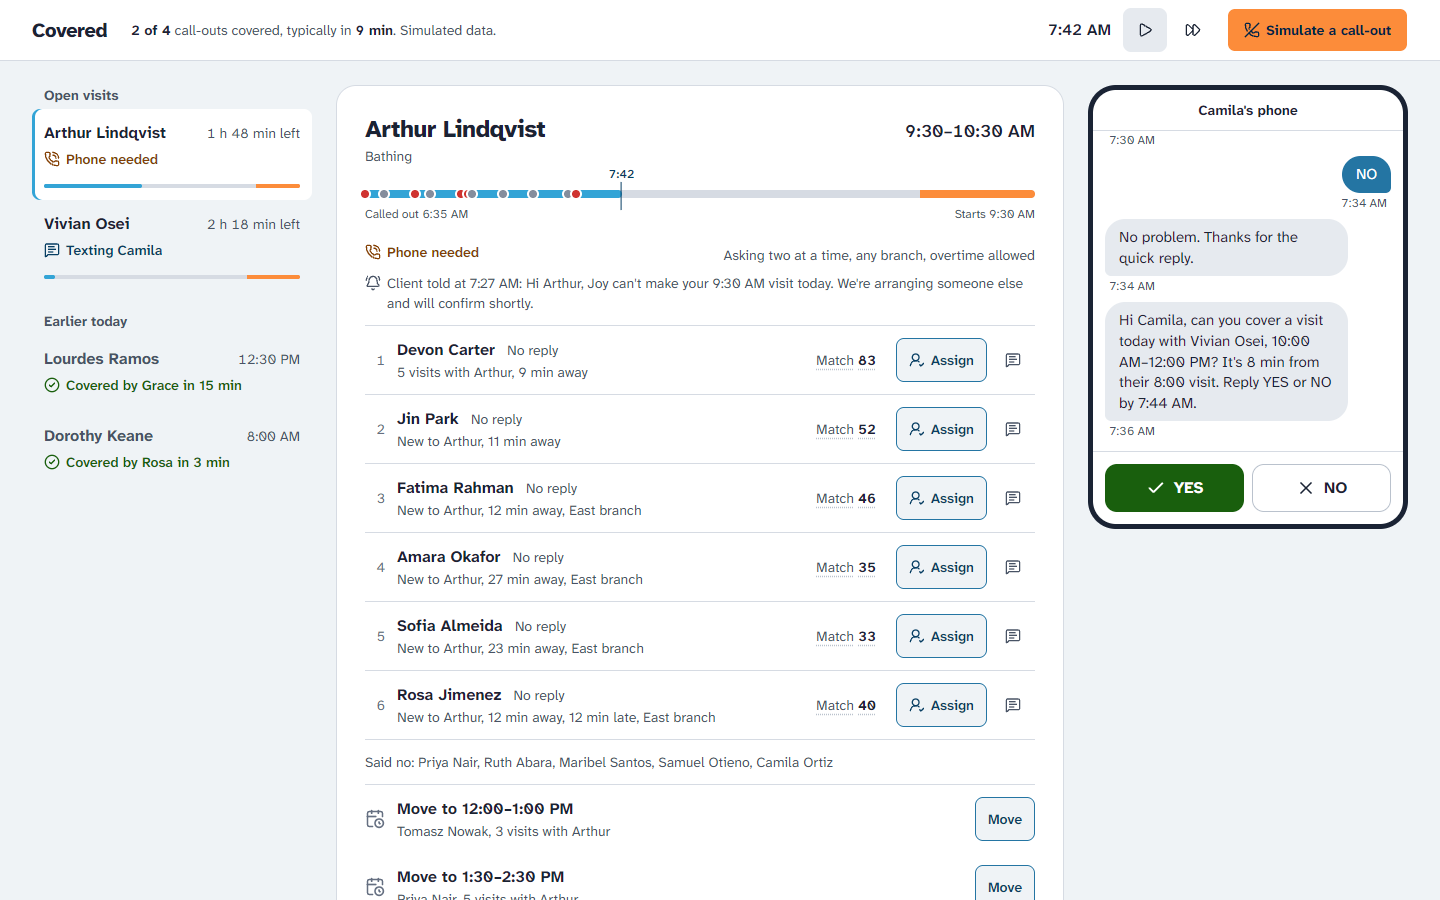 Covered
2 of 4 call-outs covered, typically in 9 min. Simulated data.
7:42 AM
Simulate a call-out
Open visits
Arthur Lindqvist
1 h 48 min left
Phone needed
Vivian Osei
2 h 18 min left
Texting Camila
Earlier today
Lourdes Ramos
12:30 PM
Covered by Grace in 15 min
Dorothy Keane
8:00 AM
Covered by Rosa in 3 min
Arthur Lindqvist
9:30–10:30 AM
Bathing
7:42
Called out 6:35 AM
Starts 9:30 AM
Phone needed
Asking two at a time, any branch, overtime allowed
Client told at 7:27 AM: Hi Arthur, Joy can't make your 9:30 AM visit today. We're arranging someone else
and will confirm shortly.
1
Devon Carter No reply
5 visits with Arthur, 9 min away
Match 83
Assign
2
Jin Park No reply
New to Arthur, 11 min away
Match 52
Assign
3
Fatima Rahman No reply
New to Arthur, 12 min away, East branch
Match 46
Assign
4
Amara Okafor No reply
New to Arthur, 27 min away, East branch
Match 35
Assign
5
Sofia Almeida No reply
New to Arthur, 23 min away, East branch
Match 33
Assign
6
Rosa Jimenez No reply
New to Arthur, 12 min away, 12 min late, East branch
Match 40
Assign
Said no: Priya Nair, Ruth Abara, Maribel Santos, Samuel Otieno, Camila Ortiz
Move to 12:00–1:00 PM
Tomasz Nowak, 3 visits with Arthur
Move
Move to 1:30–2:30 PM
Priya Nair, 5 visits with Arthur
Move
Camila's phone
7:30 AM
NO
7:34 AM
No problem. Thanks for the
quick reply.
7:34 AM
Hi Camila, can you cover a visit
today with Vivian Osei, 10:00
AM–12:00 PM? It's 8 min from
their 8:00 visit. Reply YES or NO
by 7:44 AM.
7:36 AM
YES
NO